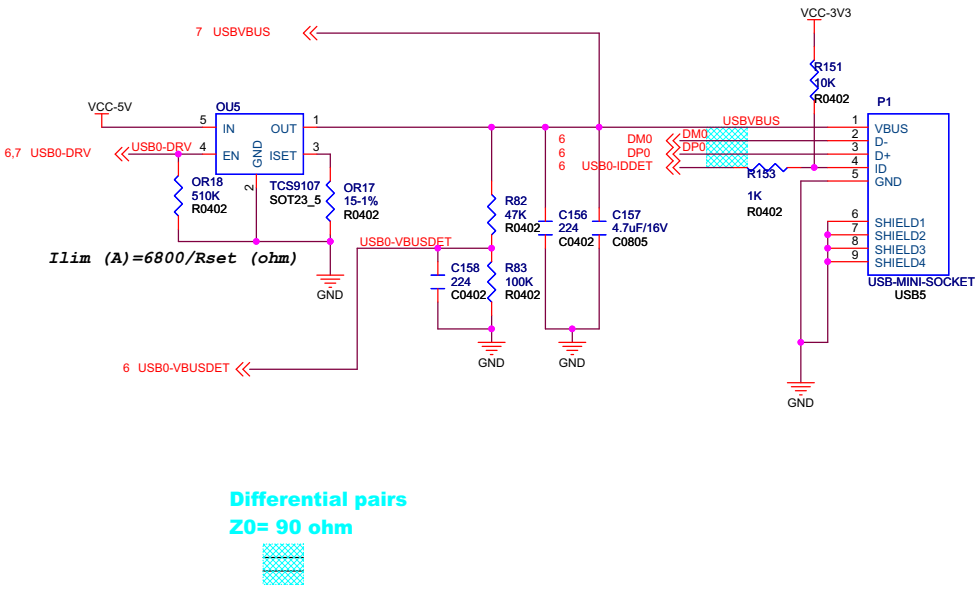 VCC-3V3
7 USBVBUS
R151
10K
R0402
P1
VCC-5V
OU5
5 IN OUT 1
USBVBUS
1 VBUS
6,7 USB0-DRV
USB0-DRV
4 EN GND ISET 3
2
6 DM0
DM0
2 D-
6 DP0
DP0
3 D+
6 USB0-IDDET
4 ID
5 GND
R153
1K
R0402
OR18
510K
R0402
TCS9107
SOT23_5
OR17
15-1%
R0402
R82
47K
R0402
C156
224
C0402
C157
4.7uF/16V
C0805
6 SHIELD1
7 SHIELD2
8 SHIELD3
9 SHIELD4
USB-MINI-SOCKET
USB5
Ilim (A)=6800/Rset (ohm)
GND
USB0-VBUSDET
C158
224
C0402
R83
100K
R0402
6 USB0-VBUSDET
GND
GND
GND
Differential pairs
Z0= 90 ohm